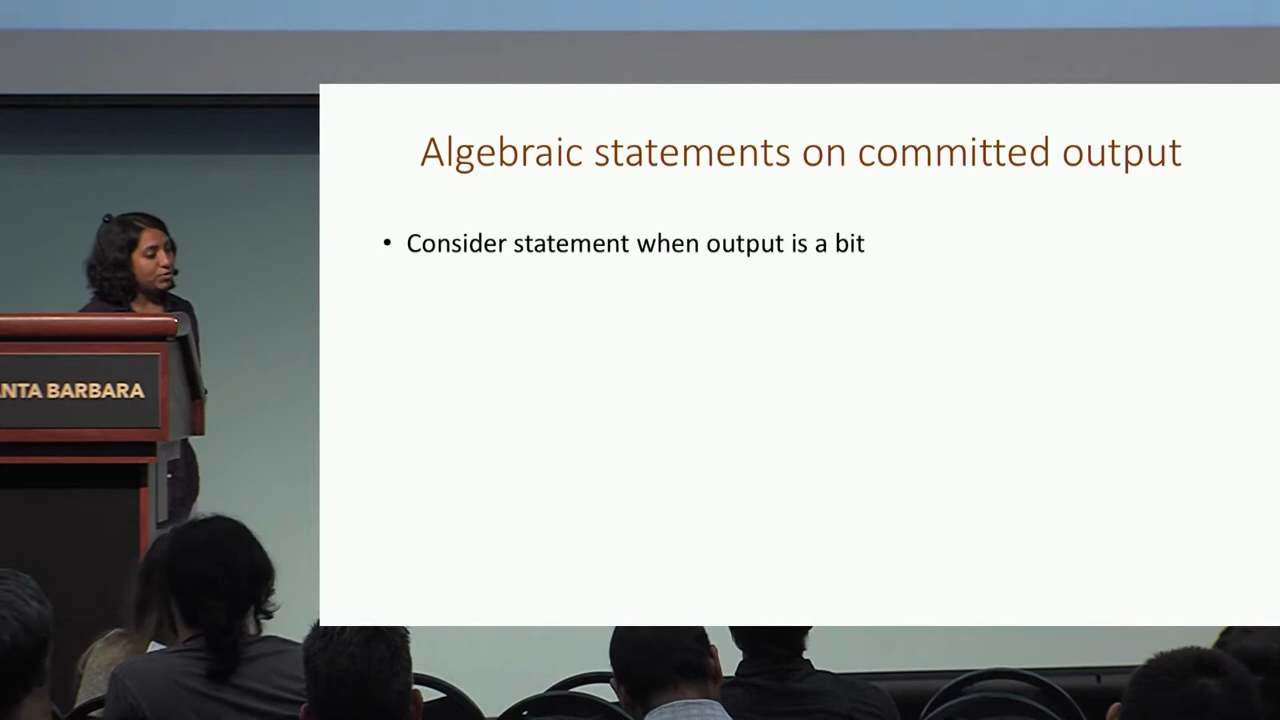 Algebraic statements on committed output
• Consider statement when output is a bit
NTA BARBARA